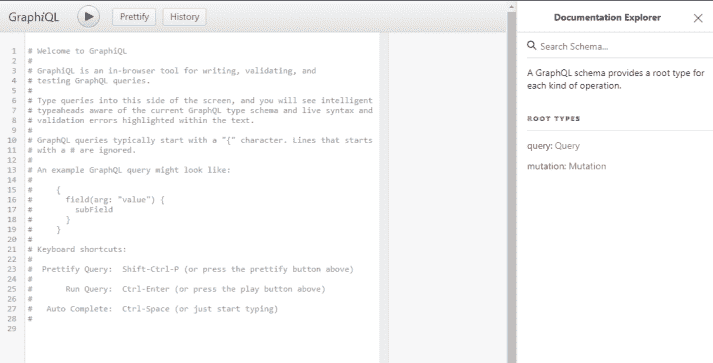 GraphiQL Prettify History
1 # Welcome to GraphiQL
2 #
3 # GraphiQL is an in-browser tool for writing, validating, and
4 # testing GraphQL queries.
5 #
6 # Type queries into this side of the screen, and you will see intelligent
7 # typeaheads aware of the current GraphQL type schema and live syntax and
8 # validation errors highlighted within the text.
9 #
10 # GraphQL queries typically start with a "{" character. Lines that starts
11 # with a # are ignored.
12 #
13 # An example GraphQL query might look like:
14 #
15 #     {
16 #       field(arg: "value") {
17 #         subField
18 #       }
19 #     }
20 #
21 # Keyboard shortcuts:
22 #
23 #  Prettify Query:  Shift-Ctrl-P (or press the prettify button above)
24 #
25 #       Run Query:  Ctrl-Enter (or press the play button above)
26 #
27 #   Auto Complete:  Ctrl-Space (or just start typing)
28 #
29
Documentation Explorer
Search Schema...
A GraphQL schema provides a root type for
each kind of operation.
ROOT TYPES
query: Query
mutation: Mutation